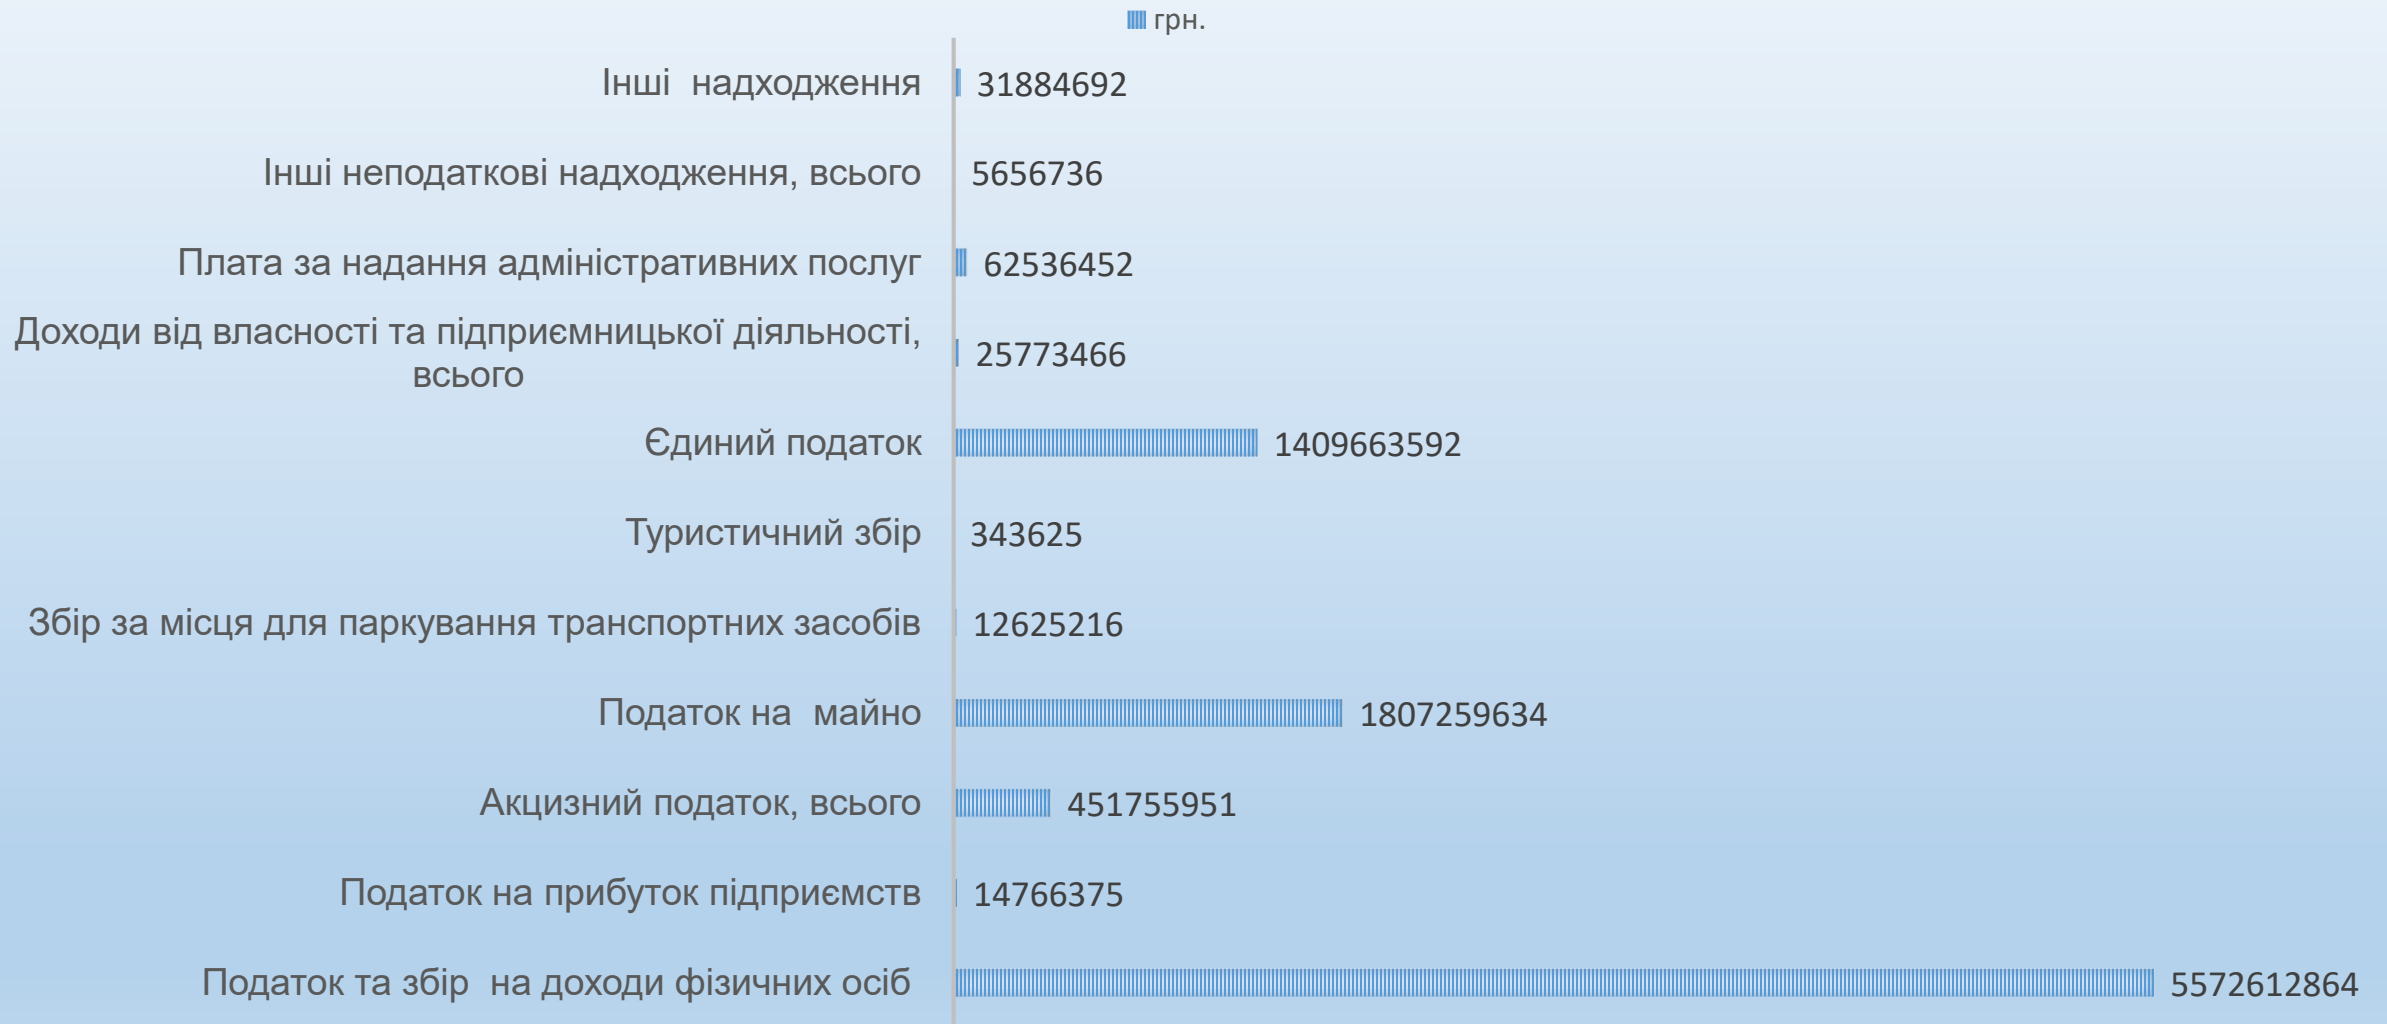 грн.
Інші  надходження
31884692
Інші неподаткові надходження, всього
5656736
Плата за надання адміністративних послуг
62536452
Доходи від власності та підприємницької діяльності,
всього
25773466
Єдиний податок
1409663592
Туристичний збір
343625
Збір за місця для паркування транспортних засобів
12625216
Податок на  майно
1807259634
Акцизний податок, всього
451755951
Податок на прибуток підприємств
14766375
Податок та збір  на доходи фізичних осіб
5572612864